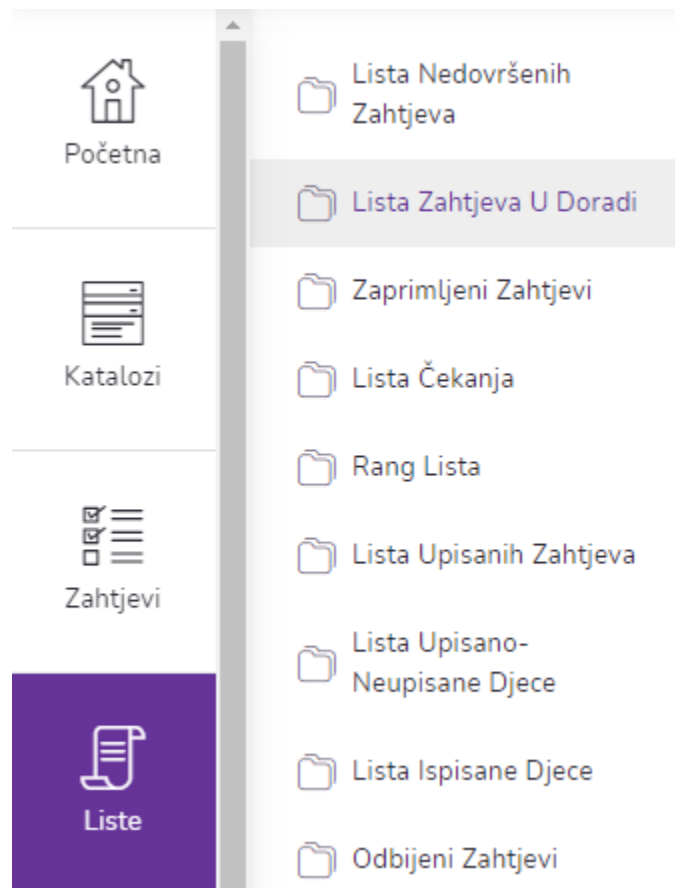 Početna
Katalozi
Zahtjevi
Liste
Lista Nedovršenih
Zahtjeva
Lista Zahtjeva U Doradi
Zaprimljeni Zahtjevi
Lista Čekanja
Rang Lista
Lista Upisanih Zahtjeva
Lista Upisano-
Neupisane Djece
Lista Ispisane Djece
Odbijeni Zahtjevi